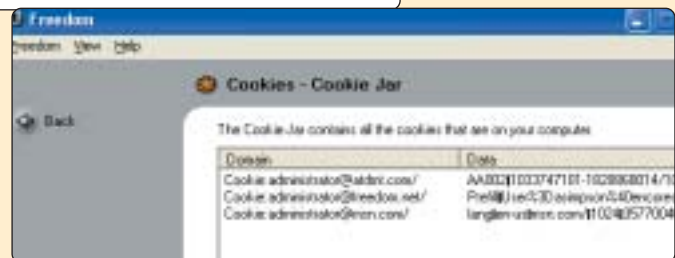 Freedom
Freedom View Help
Cookies - Cookie Jar
Back
The Cookie Jar contains all the cookies that are on your computer
Domain Data
Cookie:administrator@atdmt.com/
Cookie:administrator@freedom.net/
Cookie:administrator@msn.com/